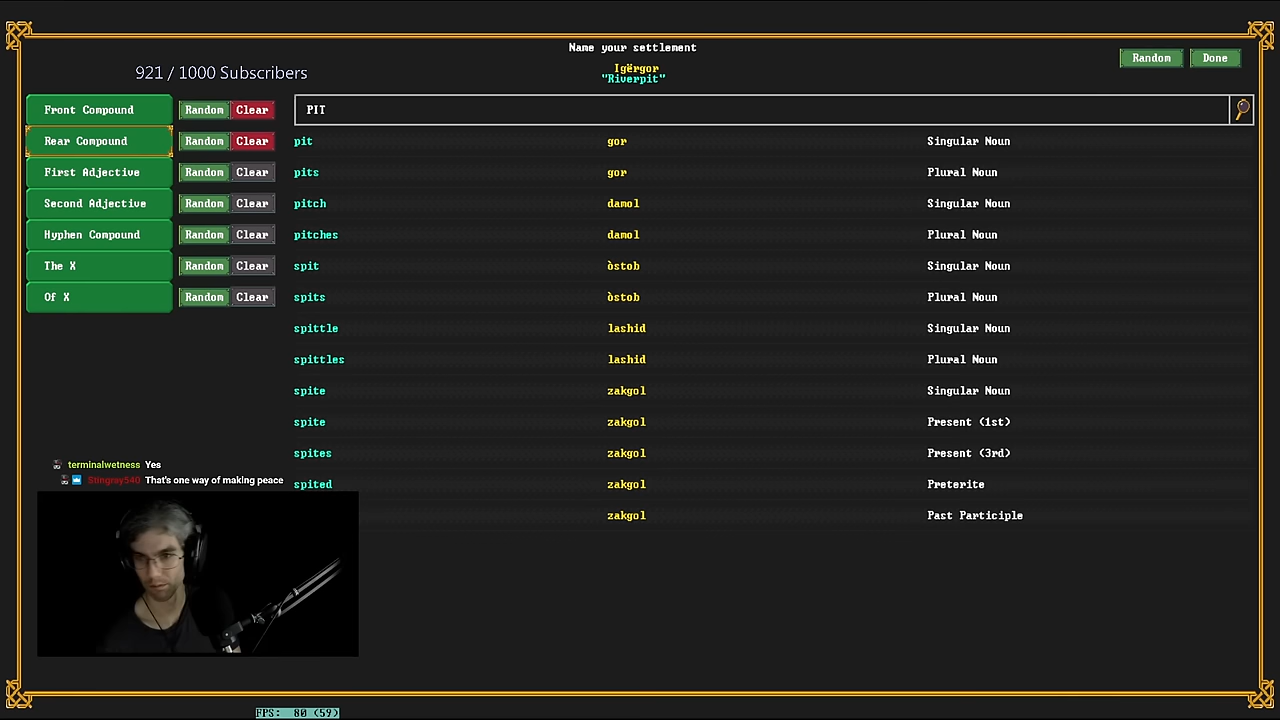 Name your settlement
Igërgor
"Riverpit"
Random Done
921 / 1000 Subscribers
Front Compound Random Clear PIT
Rear Compound Random Clear pit gor Singular Noun
First Adjective Random Clear pits gor Plural Noun
Second Adjective Random Clear pitch damol Singular Noun
Hyphen Compound Random Clear pitches damol Plural Noun
The X Random Clear spit òstob Singular Noun
Of X Random Clear spits òstob Plural Noun
spittle lashid Singular Noun
spittles lashid Plural Noun
spite zakgol Singular Noun
spite zakgol Present (1st)
spites zakgol Present (3rd)
spited zakgol Preterite
zakgol Past Participle
terminalwetness Yes
Stingray540 That's one way of making peace
FPS: 80 (59)